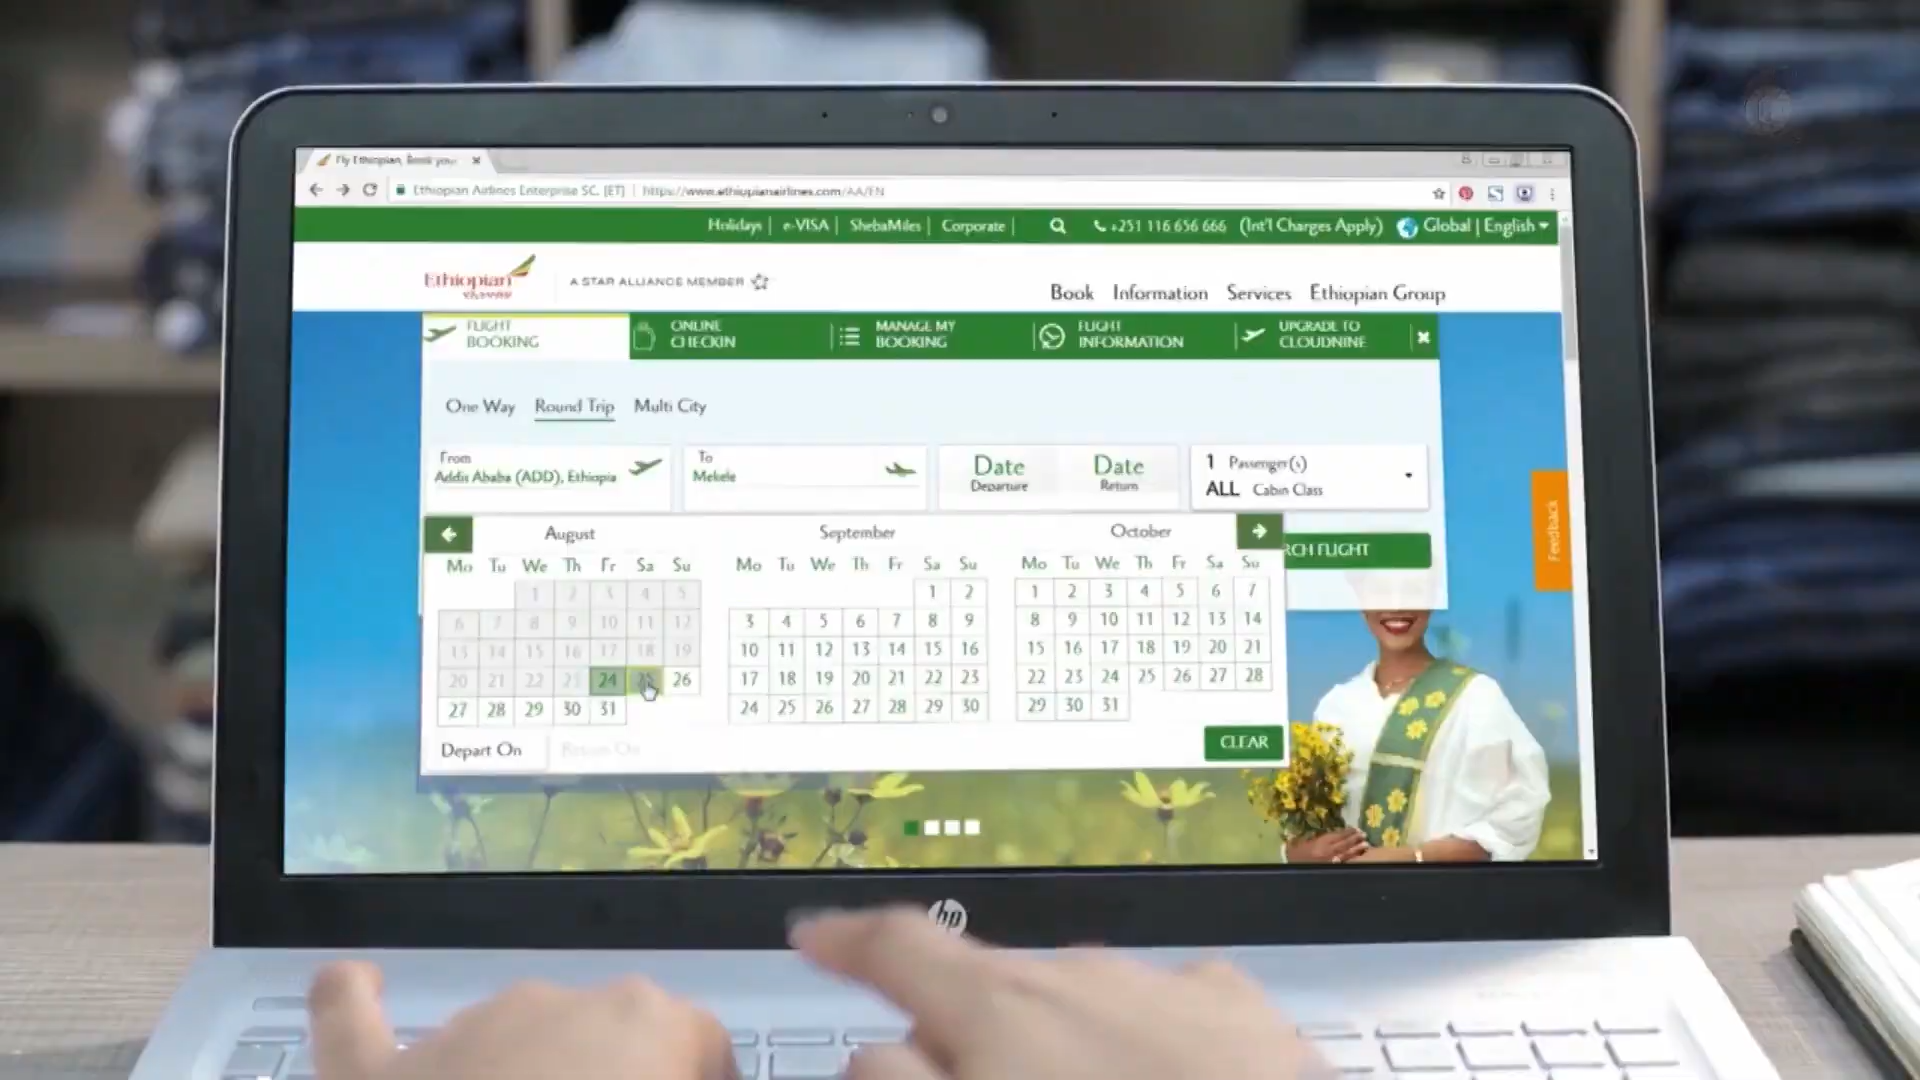 Fly Ethiopian, Book your
Ethiopian Airlines Enterprise SC. [ET] https://www.ethiopianairlines.com/AA/EN
Holidays | e-VISA | ShebaMiles | Corporate | +251 116 656 666 (Int'l Charges Apply) Global | English
Ethiopian A STAR ALLIANCE MEMBER
Book Information Services Ethiopian Group
FLIGHT BOOKING
ONLINE CHECKIN
MANAGE MY BOOKING
FLIGHT INFORMATION
UPGRADE TO CLOUDNINE
One Way Round Trip Multi City
From
Addis Ababa (ADD), Ethiopia
To
Mekele
Date
Departure
Date
Return
1 Passenger(s)
ALL Cabin Class
RCH FLIGHT
Feedback
August
Mo Tu We Th Fr Sa Su
1 2 3 4 5
6 7 8 9 10 11 12
13 14 15 16 17 18 19
20 21 22 23 24 25 26
27 28 29 30 31
September
Mo Tu We Th Fr Sa Su
1 2
3 4 5 6 7 8 9
10 11 12 13 14 15 16
17 18 19 20 21 22 23
24 25 26 27 28 29 30
October
Mo Tu We Th Fr Sa Su
1 2 3 4 5 6 7
8 9 10 11 12 13 14
15 16 17 18 19 20 21
22 23 24 25 26 27 28
29 30 31
Depart On Return On
CLEAR
hp